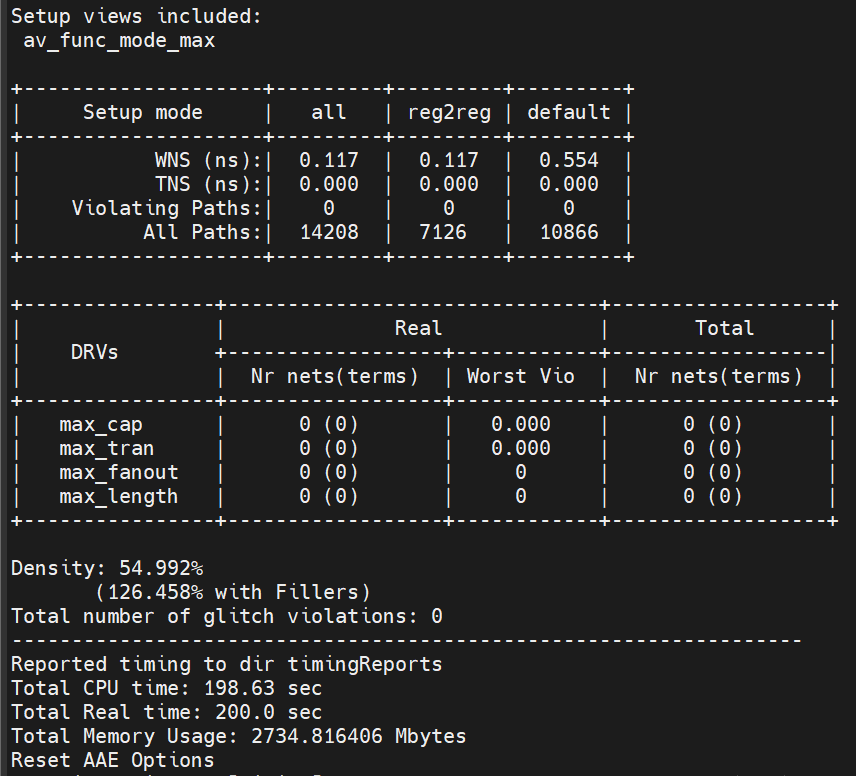 Setup views included:
 av_func_mode_max
+---------------------+---------+---------+---------+
|     Setup mode     |   all   | reg2reg | default |
+---------------------+---------+---------+---------+
|           WNS (ns):|  0.117  |  0.117  |  0.554  |
|           TNS (ns):|  0.000  |  0.000  |  0.000  |
|    Violating Paths:|    0    |    0    |    0    |
|          All Paths:|  14208  |  7126   |  10866  |
+---------------------+---------+---------+---------+
+----------------+-------------------------------+------------------+
|                |              Real              |      Total       |
|    DRVs        +------------------+------------+------------------|
|                |  Nr nets(terms)  | Worst Vio  |  Nr nets(terms)  |
+----------------+------------------+------------+------------------+
|   max_cap      |      0 (0)       |   0.000    |      0 (0)       |
|   max_tran     |      0 (0)       |   0.000    |      0 (0)       |
|   max_fanout   |      0 (0)       |     0      |      0 (0)       |
|   max_length   |      0 (0)       |     0      |      0 (0)       |
+----------------+------------------+------------+------------------+
Density: 54.992%
       (126.458% with Fillers)
Total number of glitch violations: 0
------------------------------------------------------------------
Reported timing to dir timingReports
Total CPU time: 198.63 sec
Total Real time: 200.0 sec
Total Memory Usage: 2734.816406 Mbytes
Reset AAE Options